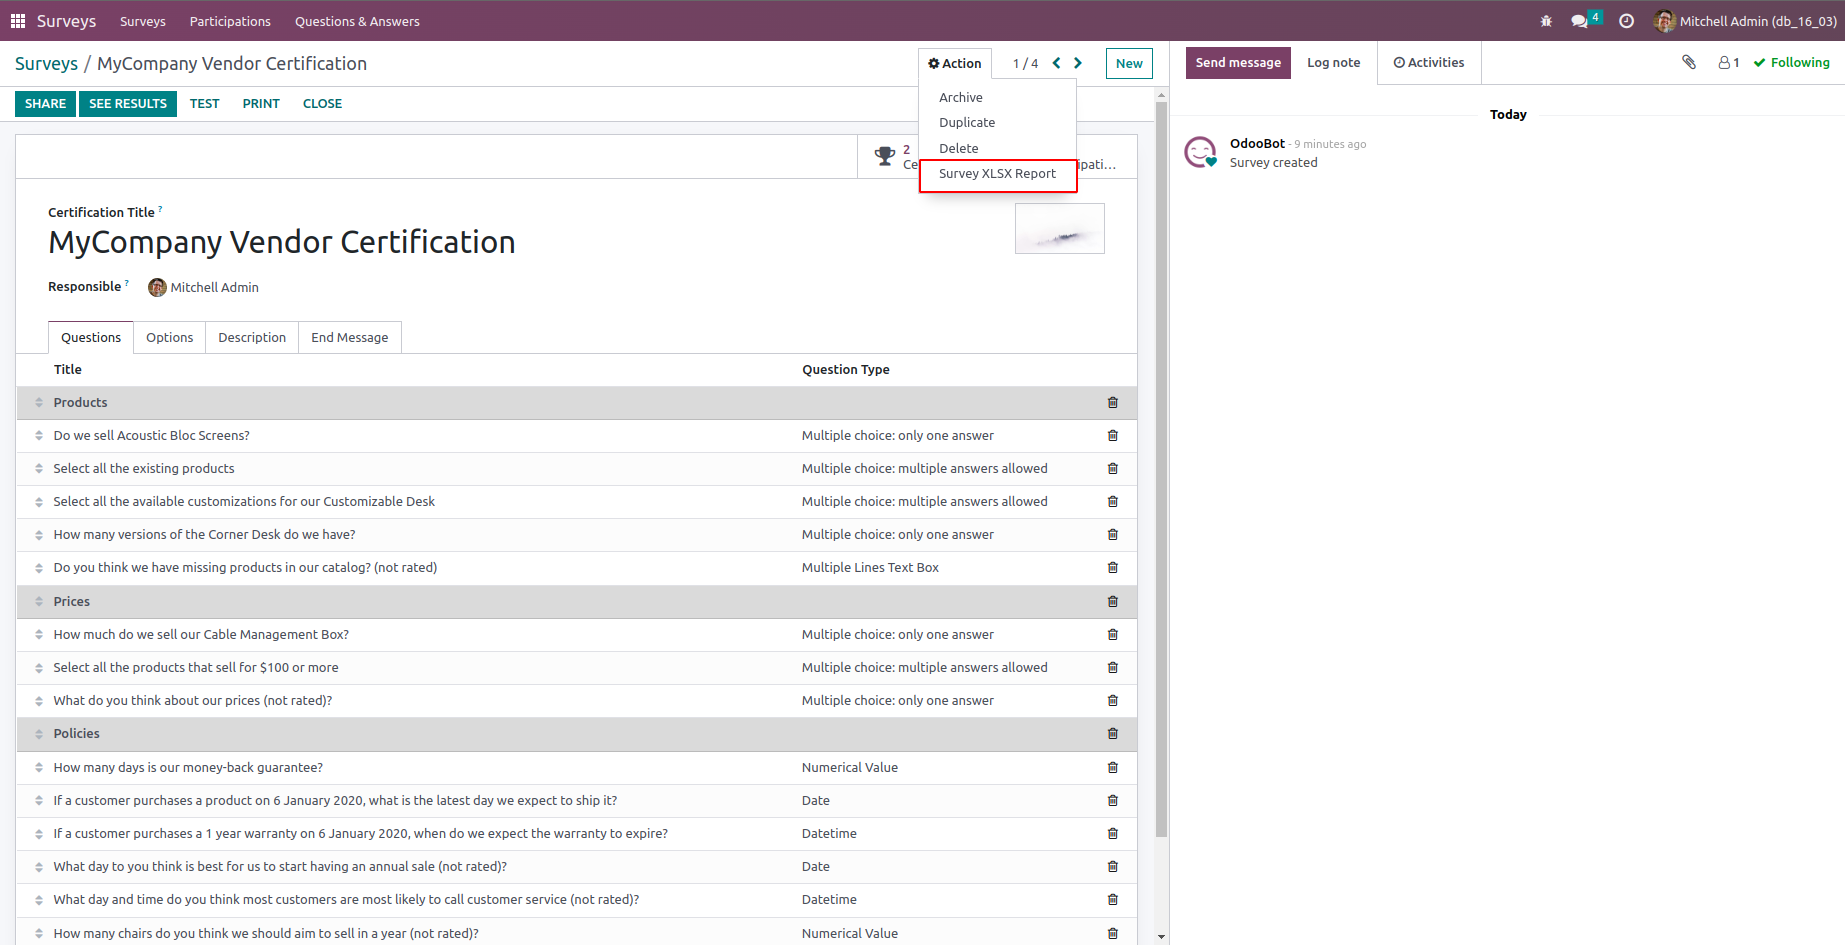 Surveys Surveys Participations Questions & Answers 4 Mitchell Admin (db_16_03)
Surveys / MyCompany Vendor Certification Action 1 / 4 New
SHARE SEE RESULTS TEST PRINT CLOSE
Archive
Duplicate
Delete
Survey XLSX Report
2
Ce
ipati...
Certification Title ?
MyCompany Vendor Certification
Responsible ? Mitchell Admin
Questions Options Description End Message
Title Question Type
Products
Do we sell Acoustic Bloc Screens? Multiple choice: only one answer
Select all the existing products Multiple choice: multiple answers allowed
Select all the available customizations for our Customizable Desk Multiple choice: multiple answers allowed
How many versions of the Corner Desk do we have? Multiple choice: only one answer
Do you think we have missing products in our catalog? (not rated) Multiple Lines Text Box
Prices
How much do we sell our Cable Management Box? Multiple choice: only one answer
Select all the products that sell for $100 or more Multiple choice: multiple answers allowed
What do you think about our prices (not rated)? Multiple choice: only one answer
Policies
How many days is our money-back guarantee? Numerical Value
If a customer purchases a product on 6 January 2020, what is the latest day we expect to ship it? Date
If a customer purchases a 1 year warranty on 6 January 2020, when do we expect the warranty to expire? Datetime
What day to you think is best for us to start having an annual sale (not rated)? Date
What day and time do you think most customers are most likely to call customer service (not rated)? Datetime
How many chairs do you think we should aim to sell in a year (not rated)? Numerical Value
Send message Log note Activities 1 Following
Today
OdooBot - 9 minutes ago
Survey created